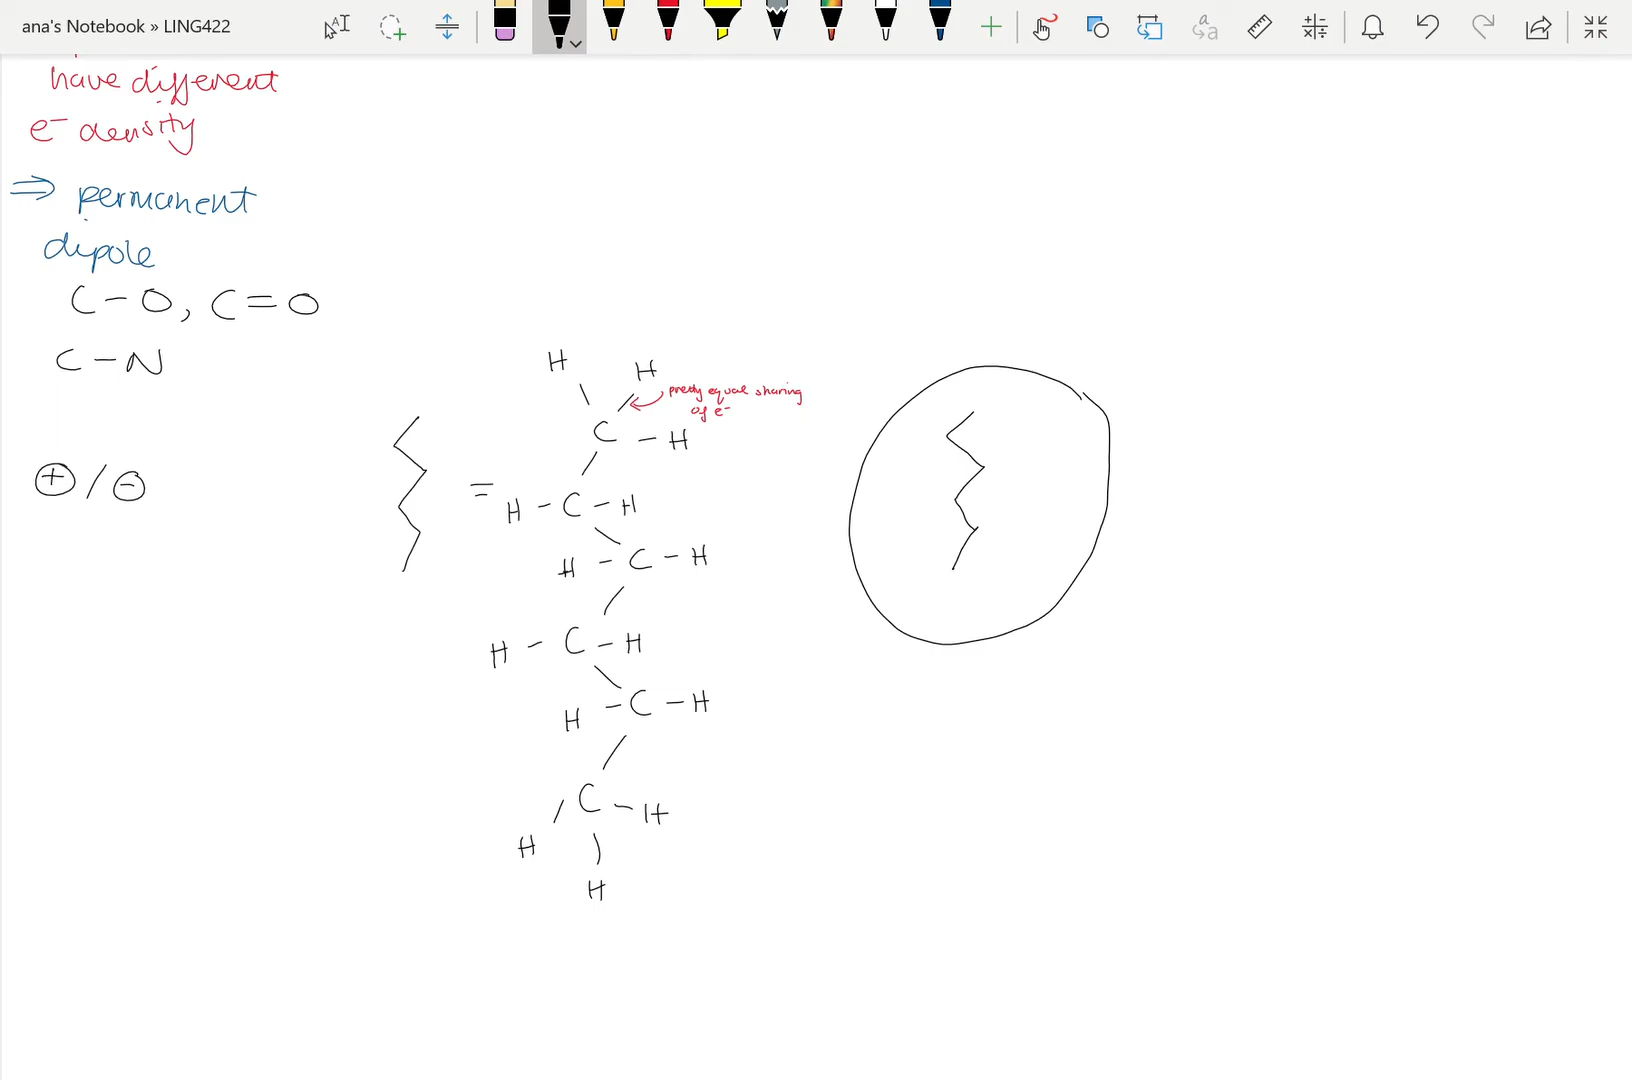 ana's Notebook » LING422
have different
e⁻ density
⇒ permanent
dipole
C – O, C = O
C – N
⊕/⊖
H
H
pretty equal sharing
of e⁻
C – H
=
H – C – H
H – C – H
H – C – H
H – C – H
C – H
H
H